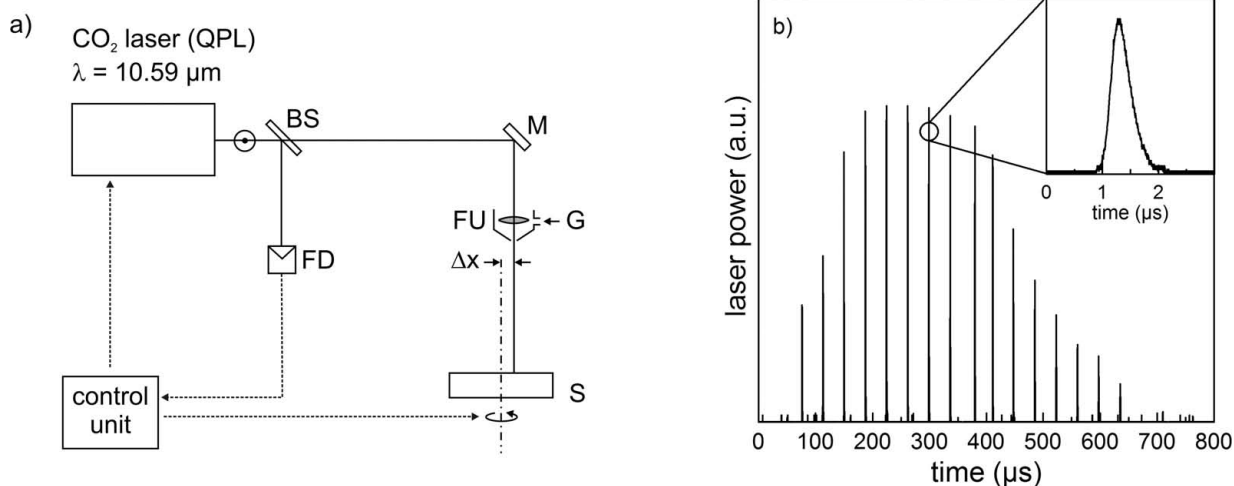 a)
CO₂ laser (QPL)
λ = 10.59 µm
BS
M
FU
G
FD
Δx
S
control
unit
b)
laser power (a.u.)
0 1 2
time (µs)
0 100 200 300 400 500 600 700 800
time (µs)